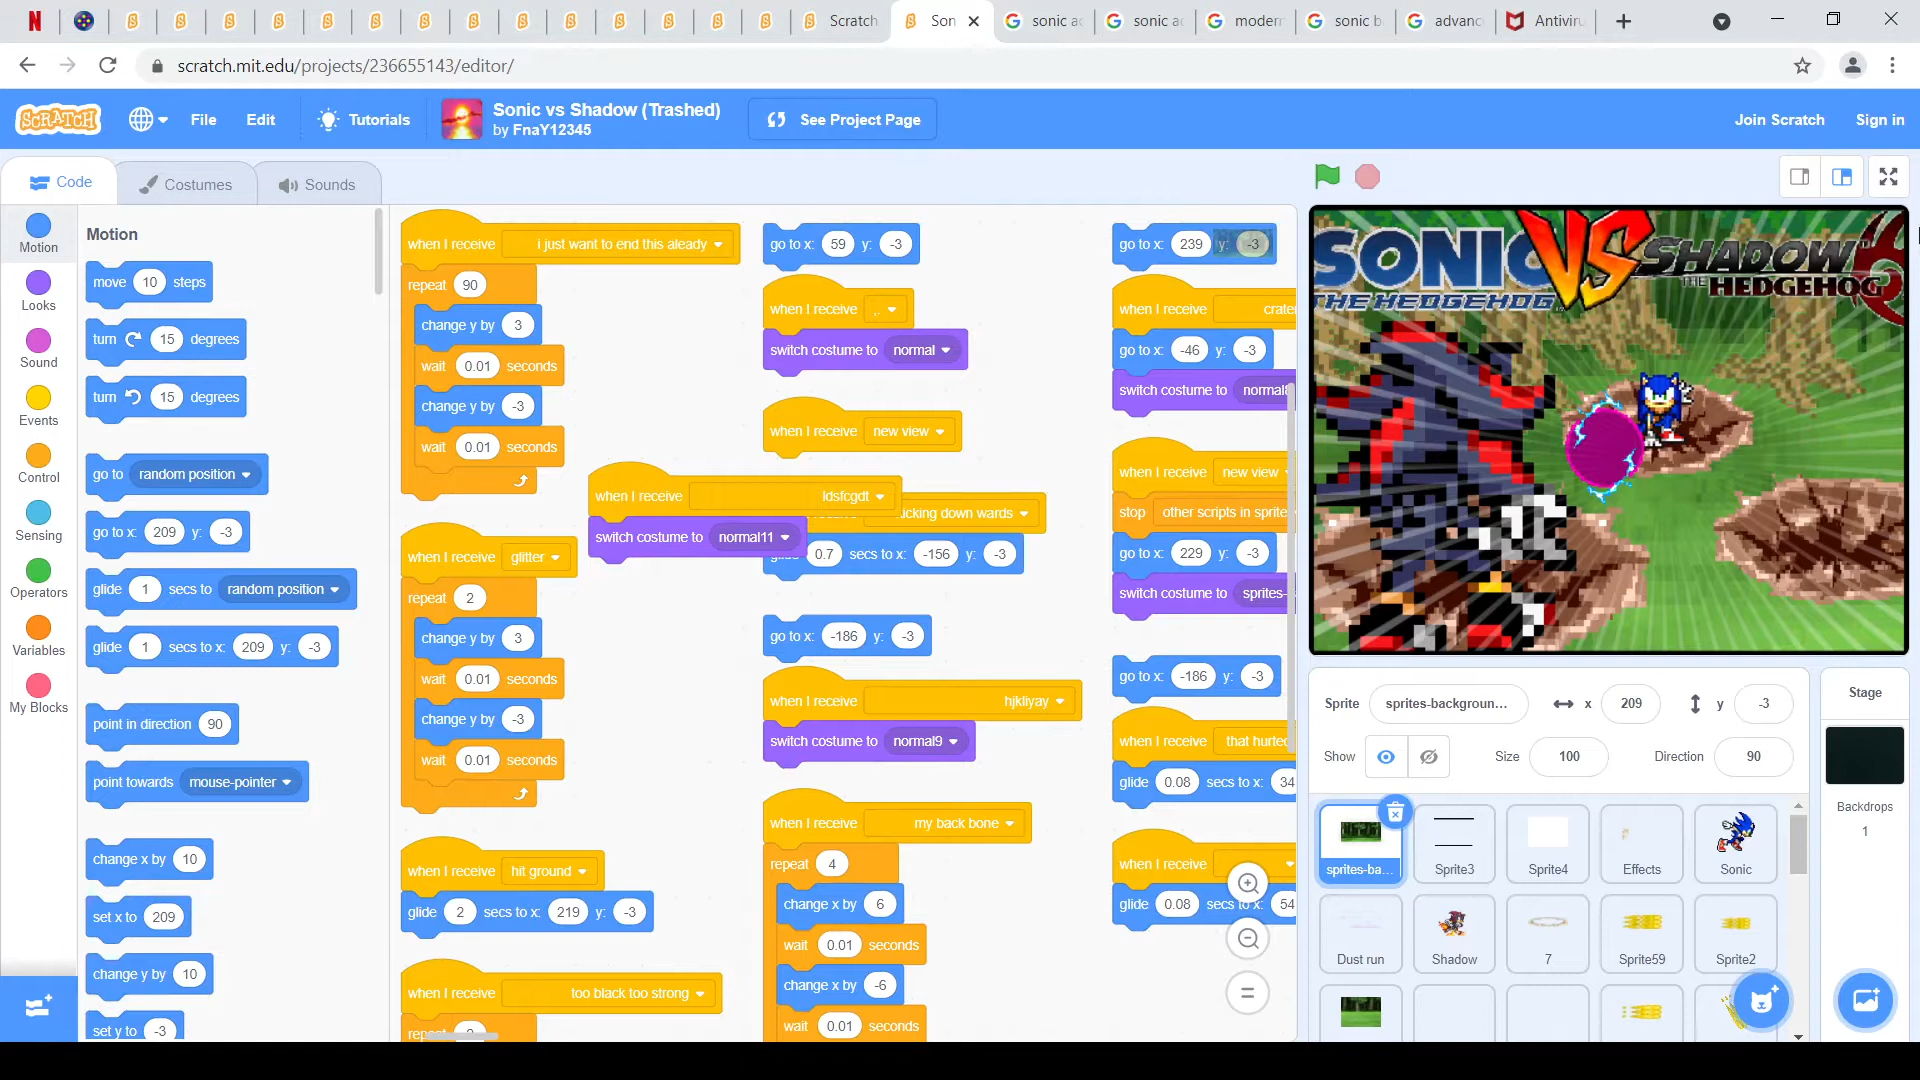 Scratch
Son
sonic ac
sonic ac
modern
sonic b
advanc
Antiviru
scratch.mit.edu/projects/236655143/editor/
SCRATCH
File
Edit
Tutorials
Sonic vs Shadow (Trashed)
by FnaY12345
See Project Page
Join Scratch
Sign in
Code
Costumes
Sounds
Motion
Looks
Sound
Events
Control
Sensing
Operators
Variables
My Blocks
Motion
move 10 steps
turn 15 degrees
turn 15 degrees
go to random position
go to x: 209 y: -3
glide 1 secs to random position
glide 1 secs to x: 209 y: -3
point in direction 90
point towards mouse-pointer
change x by 10
set x to 209
change y by 10
set y to -3
when I receive i just want to end this aleady
repeat 90
change y by 3
wait 0.01 seconds
change y by -3
wait 0.01 seconds
when I receive glitter
repeat 2
change y by 3
wait 0.01 seconds
change y by -3
wait 0.01 seconds
when I receive hit ground
glide 2 secs to x: 219 y: -3
when I receive too black too strong
repeat
when I receive ldsfcgdt
switch costume to normal11
go to x: 59 y: -3
when I receive .
switch costume to normal
when I receive new view
icking down wards
glide 0.7 secs to x: -156 y: -3
go to x: -186 y: -3
when I receive hjkliyay
switch costume to normal9
when I receive my back bone
repeat 4
change x by 6
wait 0.01 seconds
change x by -6
wait 0.01 seconds
go to x: 239 y: -3
when I receive crater
go to x: -46 y: -3
switch costume to normal
when I receive new view
stop other scripts in sprite
go to x: 229 y: -3
switch costume to sprites-
go to x: -186 y: -3
when I receive that hurted
glide 0.08 secs to x: 34
when I receive
glide 0.08 secs to x: 54
SONIC
THE HEDGEHOG
VS
SHADOW
THE HEDGEHOG
Sprite sprites-backgroun... x 209 y -3
Show Size 100 Direction 90
Stage
Backdrops
1
sprites-ba...
Sprite3
Sprite4
Effects
Sonic
Dust run
Shadow
7
Sprite59
Sprite2